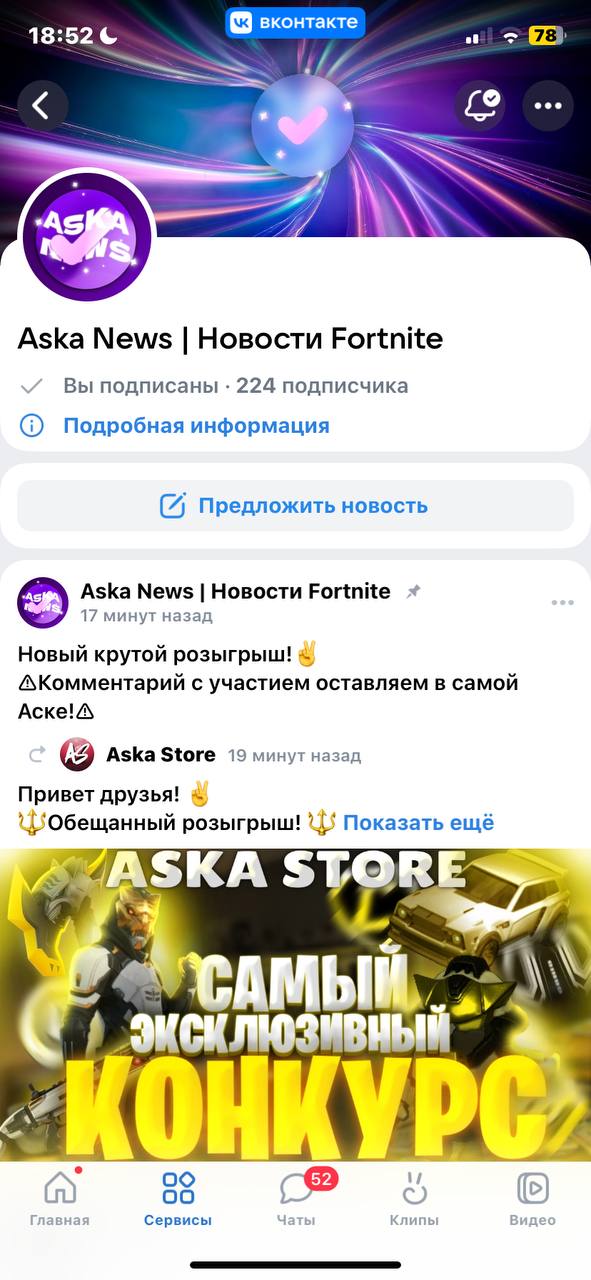 18:52
вконтакте
78
ASKA
NEWS
Aska News | Новости Fortnite
Вы подписаны · 224 подписчика
Подробная информация
Предложить новость
Aska News | Новости Fortnite
17 минут назад
Новый крутой розыгрыш!✌️
⚠Комментарий с участием оставляем в самой
Аске!⚠
AS Aska Store 19 минут назад
Привет друзья! ✌️
🔱Обещанный розыгрыш! 🔱 Показать ещё
ASKA STORE
САМЫЙ
ЭКСКЛЮЗИВНЫЙ
КОНКУРС
52
Главная Сервисы Чаты Клипы Видео